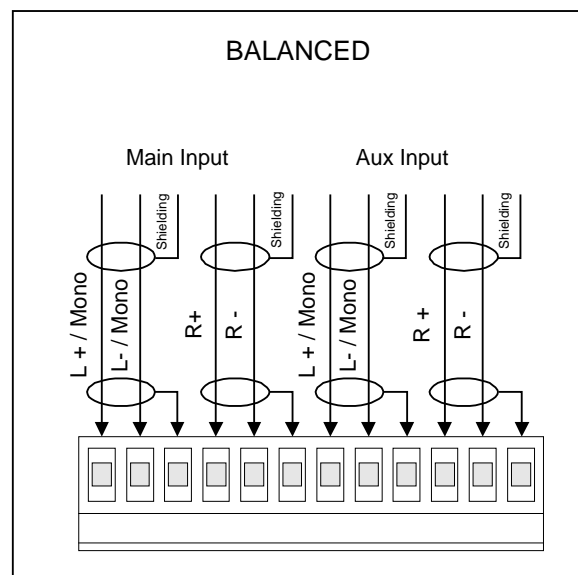 BALANCED
Main Input
Aux Input
Shielding
Shielding
Shielding
Shielding
L + / Mono
L- / Mono
R+
R -
L + / Mono
L- / Mono
R +
R -